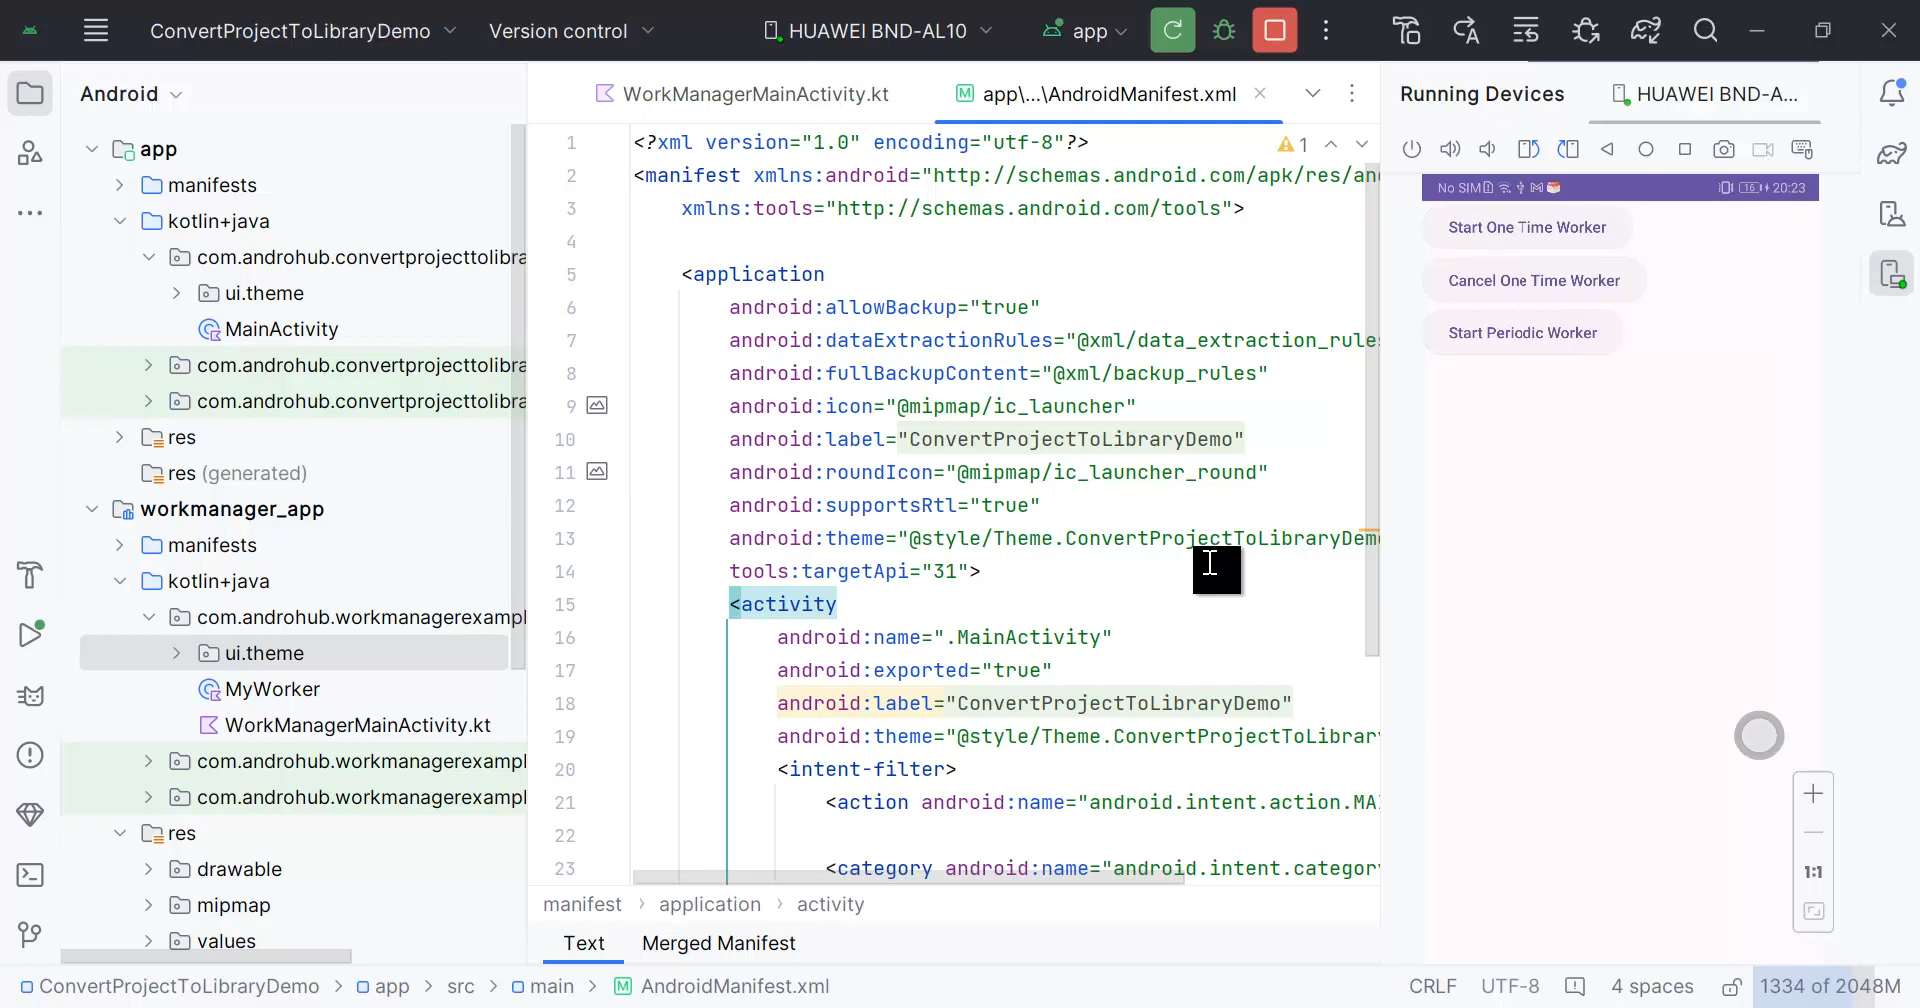 ConvertProjectToLibraryDemo Version control HUAWEI BND-AL10 app
Android
app
manifests
kotlin+java
com.androhub.convertprojecttolibra
ui.theme
MainActivity
com.androhub.convertprojecttolibra
com.androhub.convertprojecttolibra
res
res (generated)
workmanager_app
manifests
kotlin+java
com.androhub.workmanagerexampl
ui.theme
MyWorker
WorkManagerMainActivity.kt
com.androhub.workmanagerexampl
com.androhub.workmanagerexampl
res
drawable
mipmap
values
WorkManagerMainActivity.kt app\...\AndroidManifest.xml
1 <?xml version="1.0" encoding="utf-8"?> 1
2 <manifest xmlns:android="http://schemas.android.com/apk/res/an
3 xmlns:tools="http://schemas.android.com/tools">
4
5 <application
6 android:allowBackup="true"
7 android:dataExtractionRules="@xml/data_extraction_rules
8 android:fullBackupContent="@xml/backup_rules"
9 android:icon="@mipmap/ic_launcher"
10 android:label="ConvertProjectToLibraryDemo"
11 android:roundIcon="@mipmap/ic_launcher_round"
12 android:supportsRtl="true"
13 android:theme="@style/Theme.ConvertProjectToLibraryDem
14 tools:targetApi="31">
15 <activity
16 android:name=".MainActivity"
17 android:exported="true"
18 android:label="ConvertProjectToLibraryDemo"
19 android:theme="@style/Theme.ConvertProjectToLibrar
20 <intent-filter>
21 <action android:name="android.intent.action.MAI
22
23 <category android:name="android.intent.categor
manifest application activity
Text Merged Manifest
Running Devices HUAWEI BND-A...
No SIM 16 20:23
Start One Time Worker
Cancel One Time Worker
Start Periodic Worker
1:1
ConvertProjectToLibraryDemo app src main AndroidManifest.xml CRLF UTF-8 4 spaces 1334 of 2048M